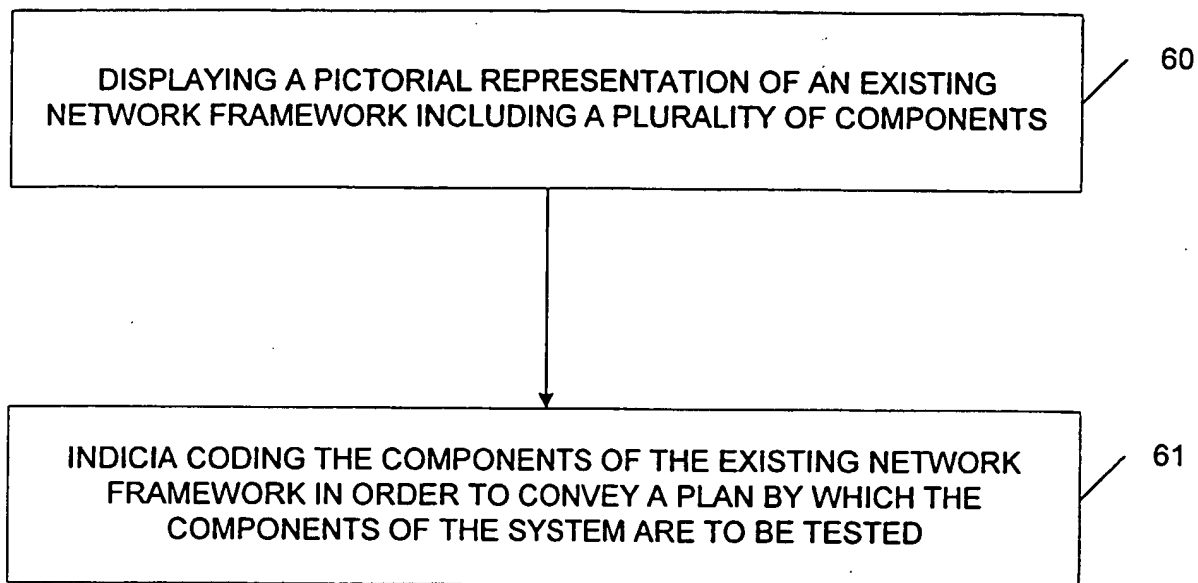 DISPLAYING A PICTORIAL REPRESENTATION OF AN EXISTING
NETWORK FRAMEWORK INCLUDING A PLURALITY OF COMPONENTS
60
INDICIA CODING THE COMPONENTS OF THE EXISTING NETWORK
FRAMEWORK IN ORDER TO CONVEY A PLAN BY WHICH THE
COMPONENTS OF THE SYSTEM ARE TO BE TESTED
61